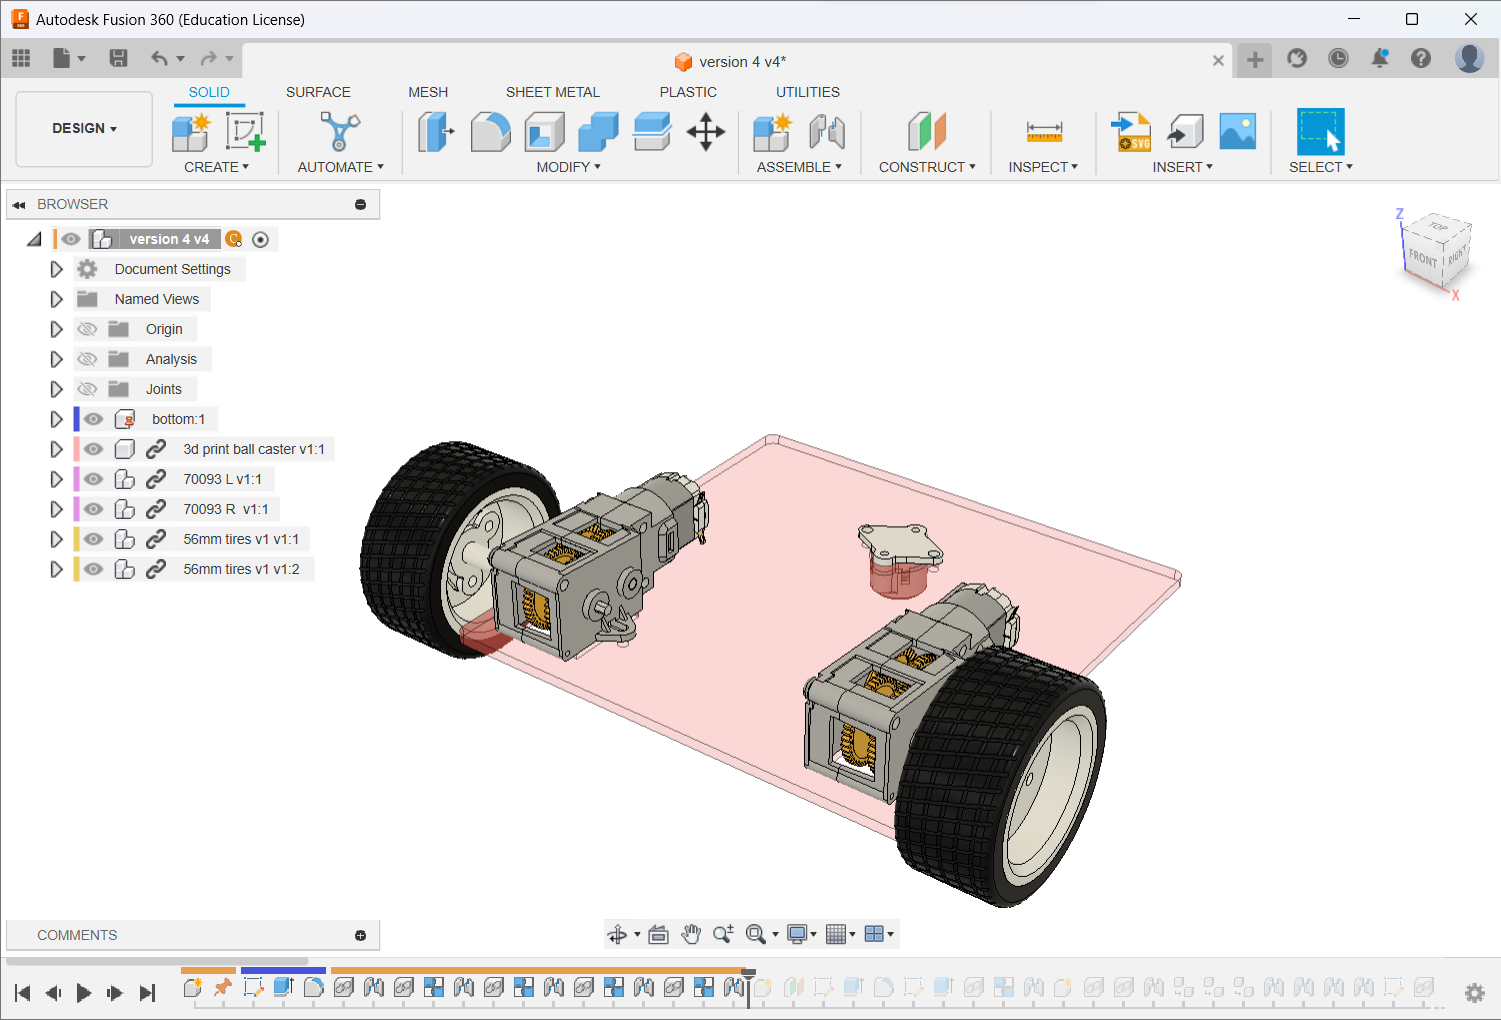 Autodesk Fusion 360 (Education License)
version 4 v4*
SOLID SURFACE MESH SHEET METAL PLASTIC UTILITIES
DESIGN
SVG
CREATE AUTOMATE MODIFY ASSEMBLE CONSTRUCT INSPECT INSERT SELECT
BROWSER
version 4 v4
Document Settings
Named Views
Origin
Analysis
Joints
bottom:1
3d print ball caster v1:1
70093 L v1:1
70093 R v1:1
56mm tires v1 v1:1
56mm tires v1 v1:2
Z
TOP
FRONT RIGHT
X
COMMENTS